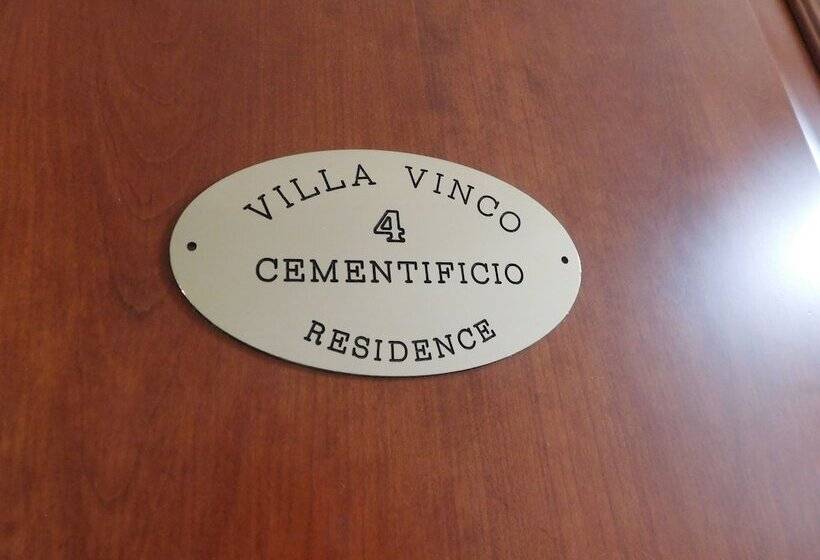 VILLA VINCO
4
CEMENTIFICIO
RESIDENCE